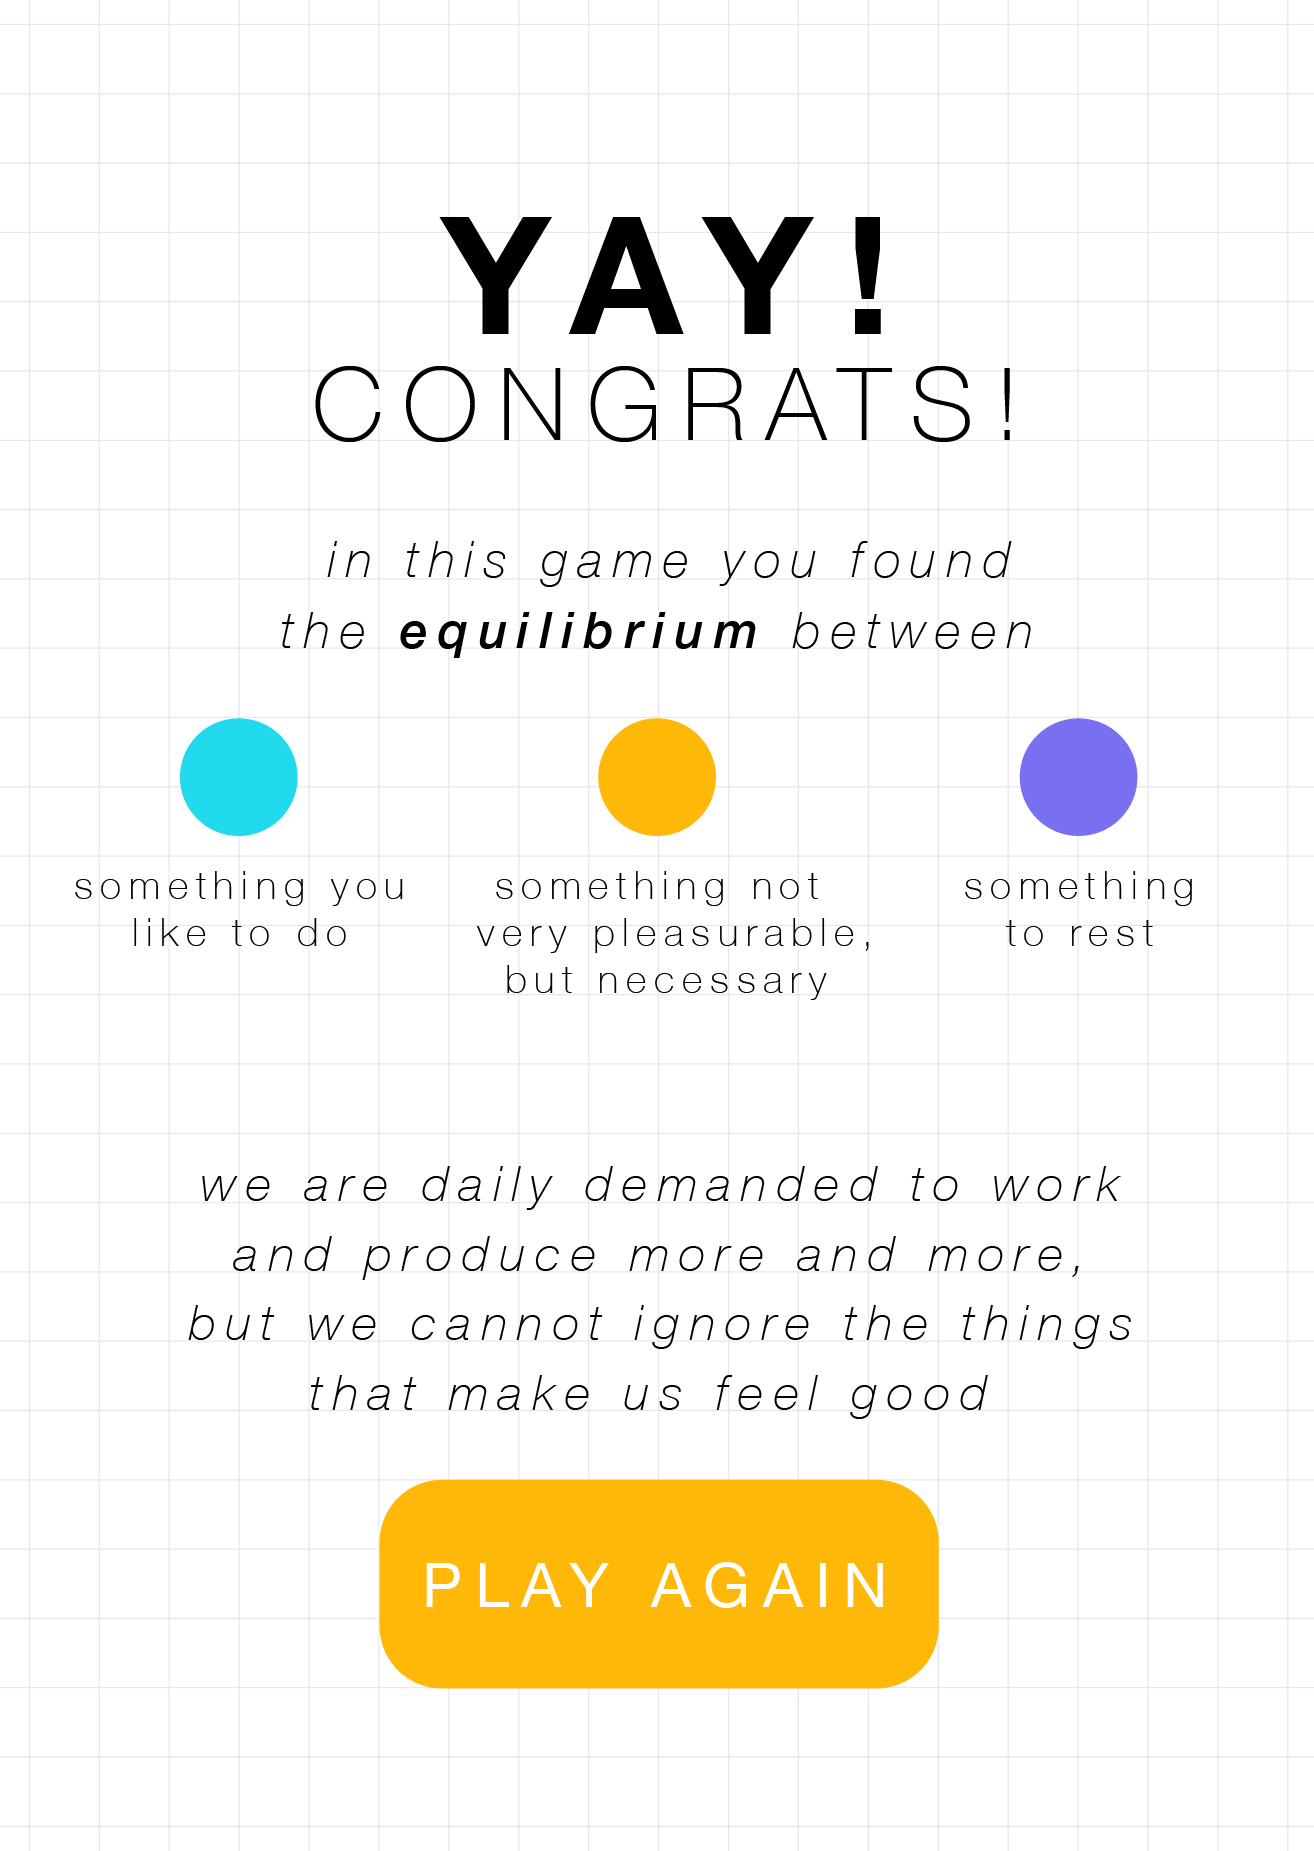 YAY!
CONGRATS!
in this game you found
the equilibrium between
something you
like to do
something not
very pleasurable,
but necessary
something
to rest
we are daily demanded to work
and produce more and more,
but we cannot ignore the things
that make us feel good
PLAY AGAIN